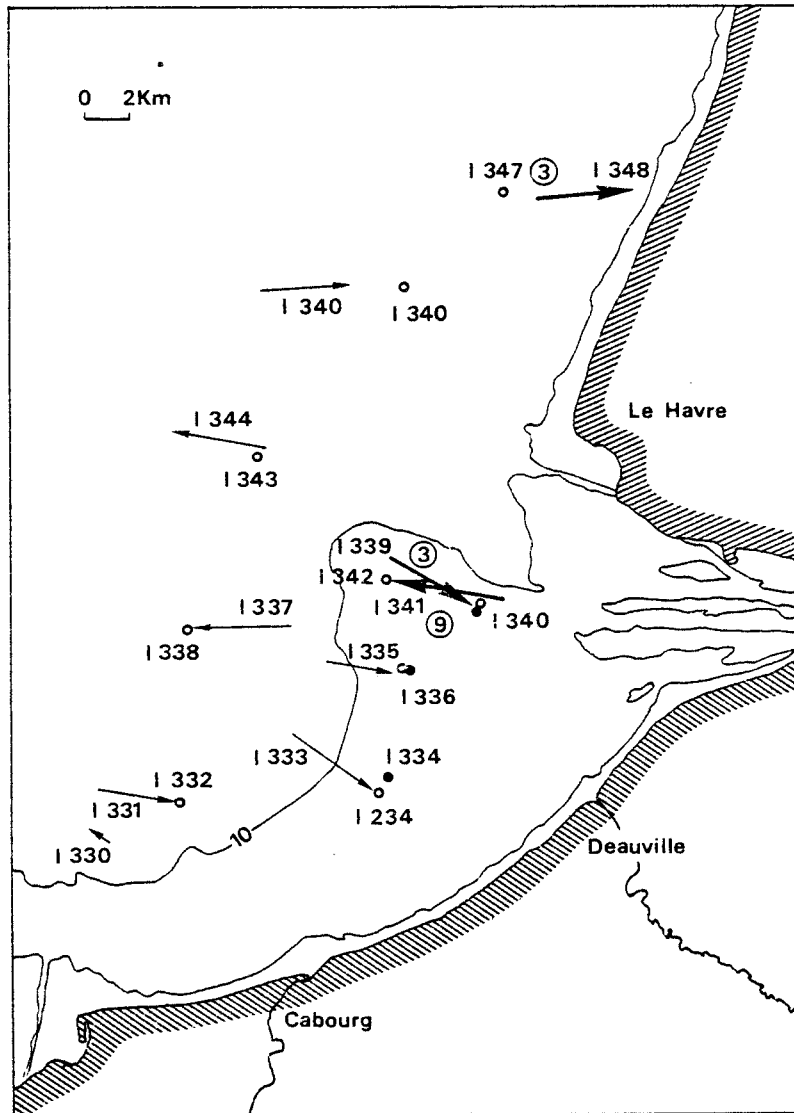 0 2Km
I 347 ③ I 348
I 340 I 340
I 344
Le Havre
I 343
I 339 ③
I 342
I 337 I 341 I 340
⑨
I 338 I 335
I 336
I 333 I 334
I 332
I 331 I 234
10
I 330 Deauville
Cabourg